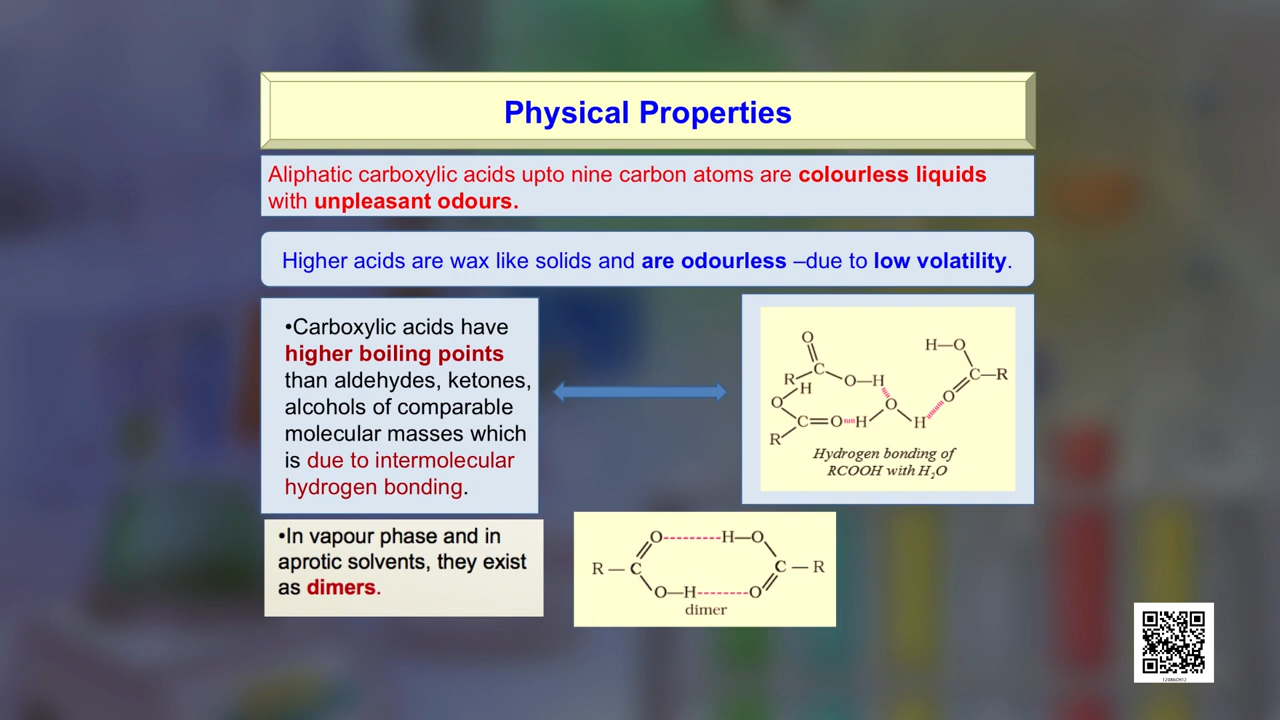 Physical Properties
Aliphatic carboxylic acids upto nine carbon atoms are colourless liquids
with unpleasant odours.
Higher acids are wax like solids and are odourless –due to low volatility.
•Carboxylic acids have
higher boiling points
than aldehydes, ketones,
alcohols of comparable
molecular masses which
is due to intermolecular
hydrogen bonding.
O
H—O
R C O—H C—R
H
O O O
C=O H H
R
Hydrogen bonding of
RCOOH with H₂O
•In vapour phase and in
aprotic solvents, they exist
as dimers.
O H—O
R — C C — R
O—H O
dimer